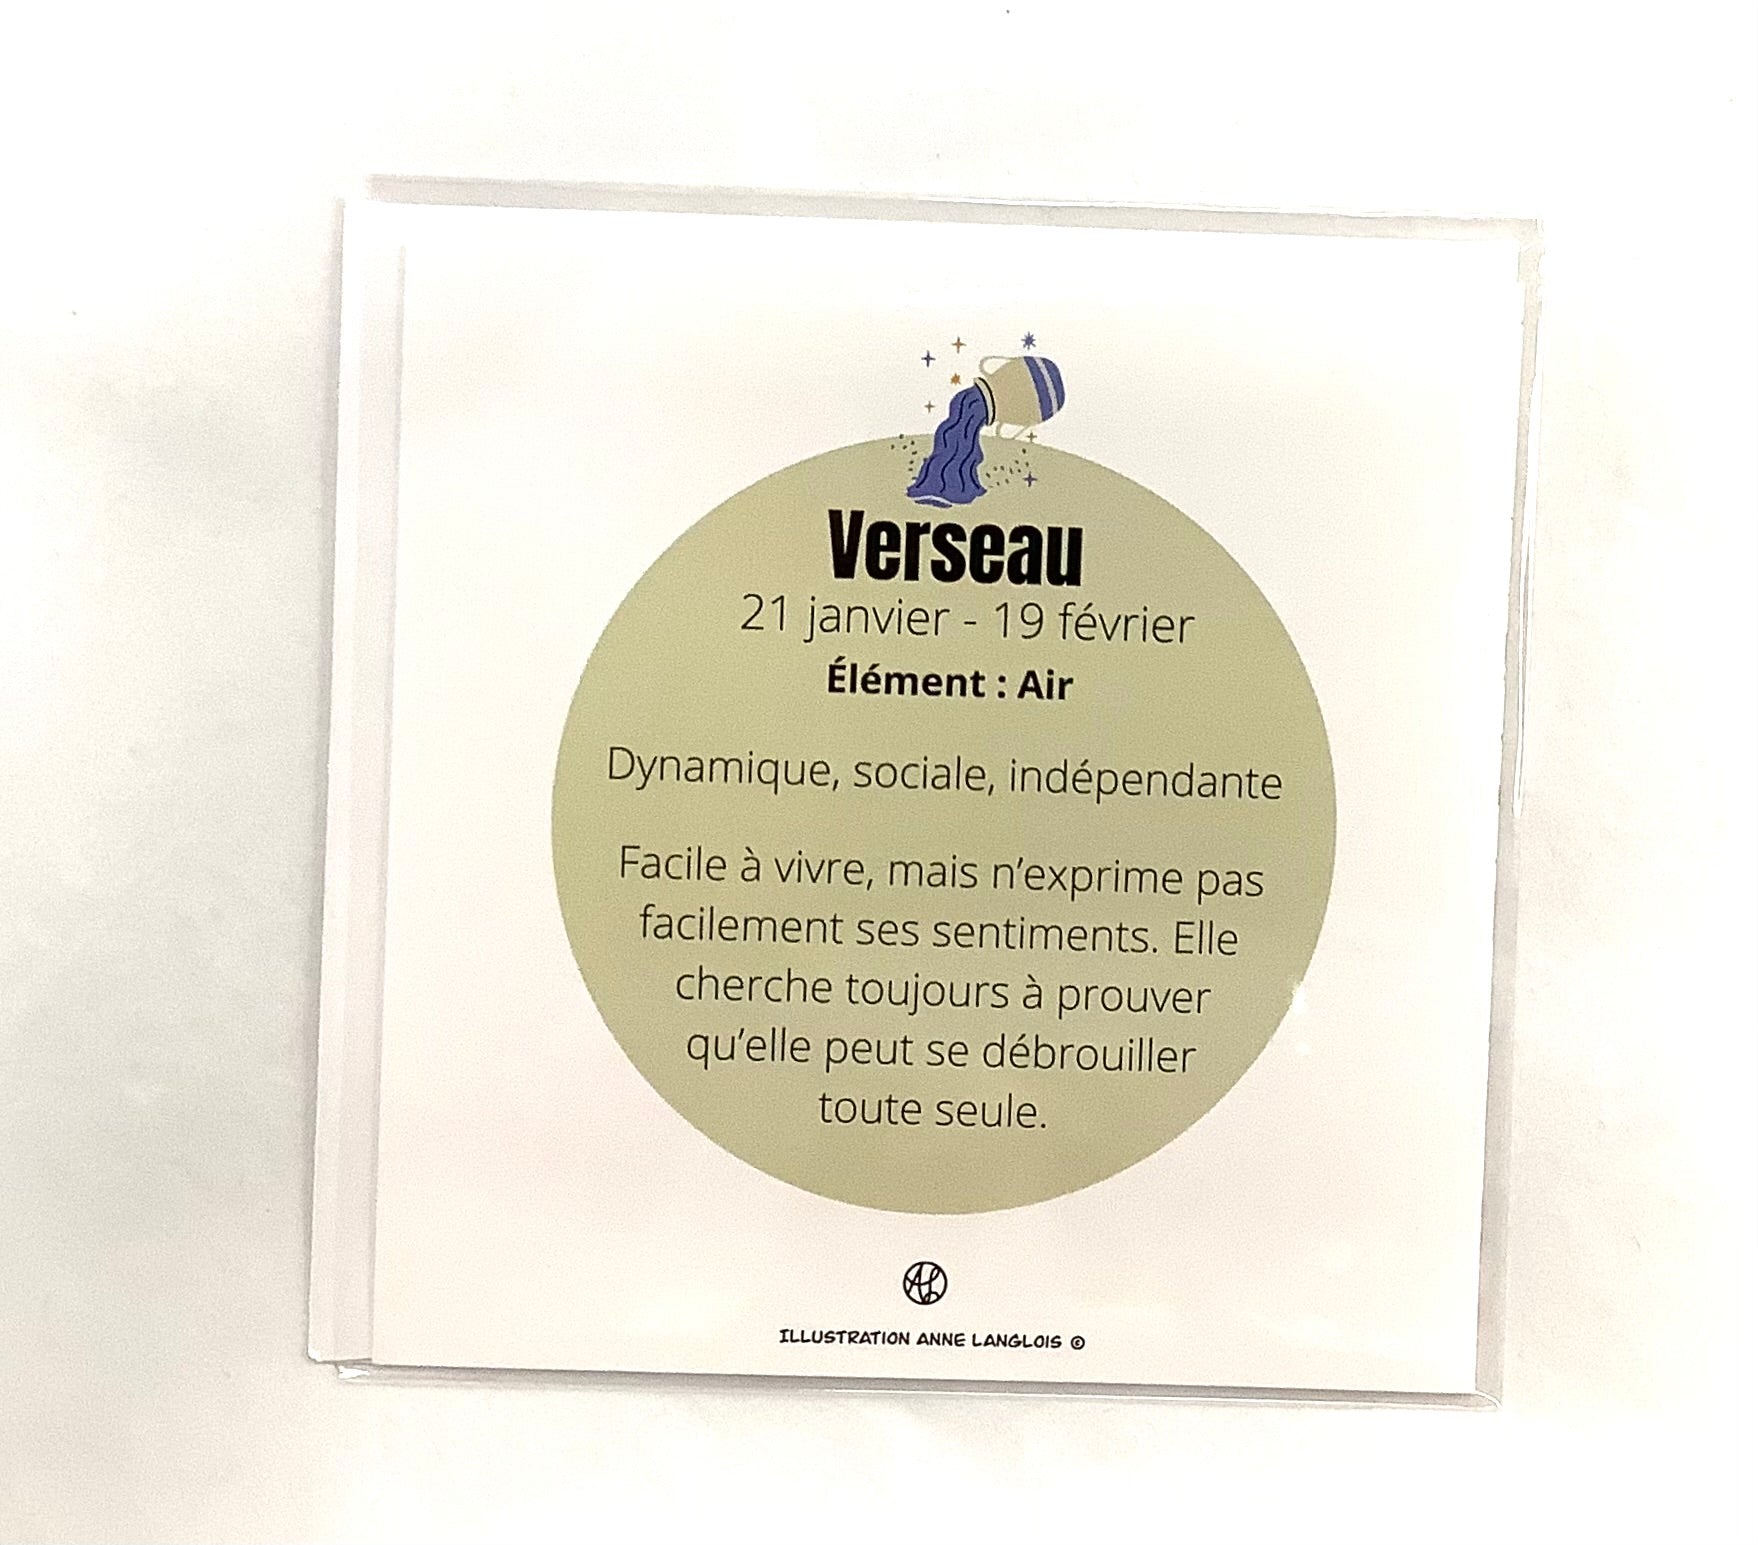 Verseau
21 janvier - 19 février
Élément : Air
Dynamique, sociale, indépendante
Facile à vivre, mais n'exprime pas
facilement ses sentiments. Elle
cherche toujours à prouver
qu'elle peut se débrouiller
toute seule.
AL
ILLUSTRATION ANNE LANGLOIS ©